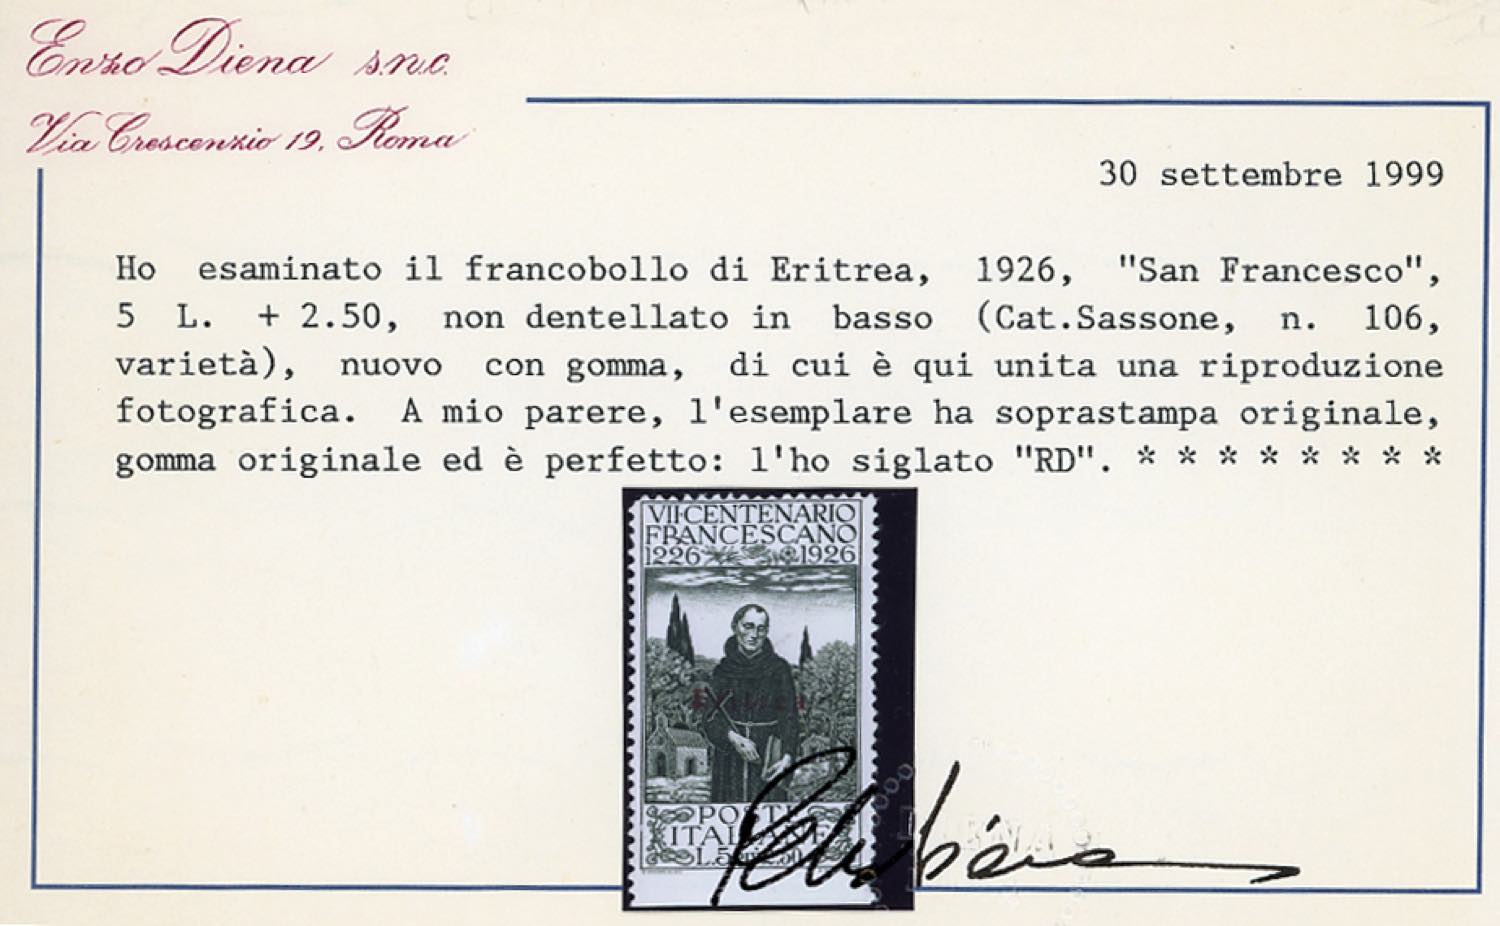 Enzo Diena s.n.c.
Via Crescenzio 19, Roma
30 settembre 1999
Ho esaminato il francobollo di Eritrea, 1926, "San Francesco",
5 L. + 2.50, non dentellato in basso (Cat.Sassone, n. 106,
varietà), nuovo con gomma, di cui è qui unita una riproduzione
fotografica. A mio parere, l'esemplare ha soprastampa originale,
gomma originale ed è perfetto: l'ho siglato "RD". * * * * * * * *
VII·CENTENARIO
FRANCESCANO
1226 1926
POSTE
ITALIANE